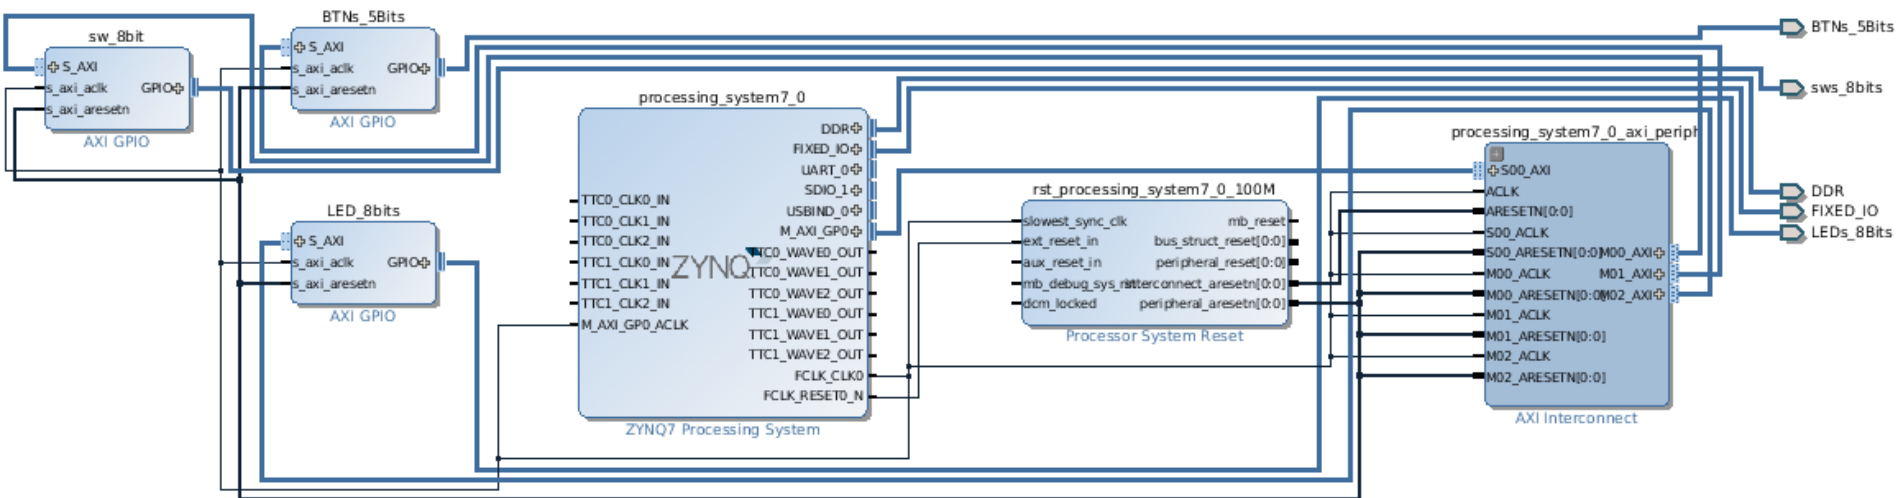 BTNs_5Bits
S_AXI
s_axi_aclk
s_axi_aresetn
GPIO
AXI GPIO
sw_8bit
S_AXI
s_axi_aclk
s_axi_aresetn
GPIO
AXI GPIO
LED_8bits
S_AXI
s_axi_aclk
s_axi_aresetn
GPIO
AXI GPIO
processing_system7_0
TTC0_CLK0_IN
TTC0_CLK1_IN
TTC0_CLK2_IN
TTC1_CLK0_IN
TTC1_CLK1_IN
TTC1_CLK2_IN
M_AXI_GP0_ACLK
ZYNQ
DDR
FIXED_IO
UART_0
SDIO_1
USBIND_0
M_AXI_GP0
TTC0_WAVE0_OUT
TTC0_WAVE1_OUT
TTC0_WAVE2_OUT
TTC1_WAVE0_OUT
TTC1_WAVE1_OUT
TTC1_WAVE2_OUT
FCLK_CLK0
FCLK_RESET0_N
ZYNQ7 Processing System
rst_processing_system7_0_100M
slowest_sync_clk
ext_reset_in
aux_reset_in
mb_debug_sys_rst
dcm_locked
mb_reset
bus_struct_reset[0:0]
peripheral_reset[0:0]
interconnect_aresetn[0:0]
peripheral_aresetn[0:0]
Processor System Reset
processing_system7_0_axi_periph
S00_AXI
ACLK
ARESETN[0:0]
S00_ACLK
S00_ARESETN[0:0]
M00_ACLK
M00_ARESETN[0:0]
M01_ACLK
M01_ARESETN[0:0]
M02_ACLK
M02_ARESETN[0:0]
M00_AXI
M01_AXI
M02_AXI
AXI Interconnect
BTNs_5Bits
sws_8bits
DDR
FIXED_IO
LEDs_8Bits